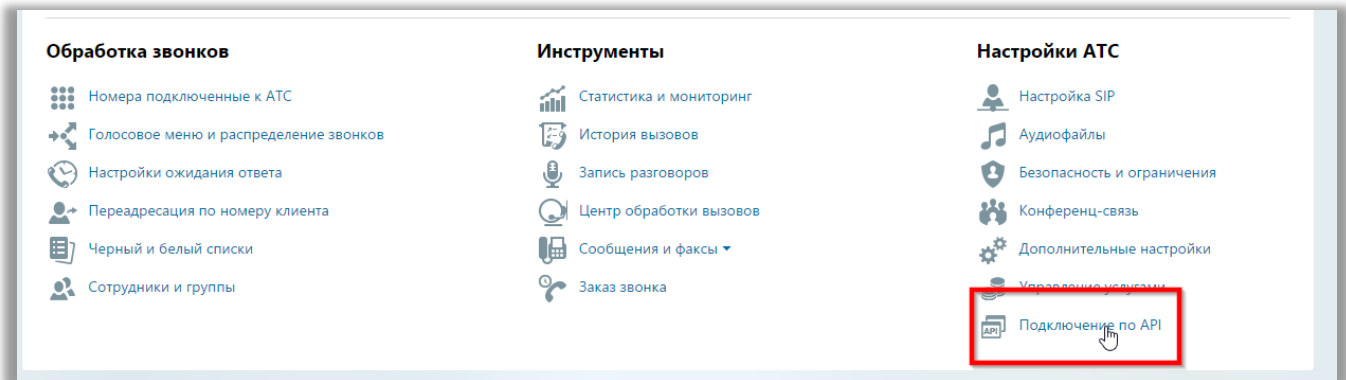 Обработка звонков
Номера подключенные к АТС
Голосовое меню и распределение звонков
Настройки ожидания ответа
Переадресация по номеру клиента
Черный и белый списки
Сотрудники и группы
Инструменты
Статистика и мониторинг
История вызовов
Запись разговоров
Центр обработки вызовов
Сообщения и факсы
Заказ звонка
Настройки АТС
Настройка SIP
Аудиофайлы
Безопасность и ограничения
Конференц-связь
Дополнительные настройки
Управление услугами
API
Подключение по API